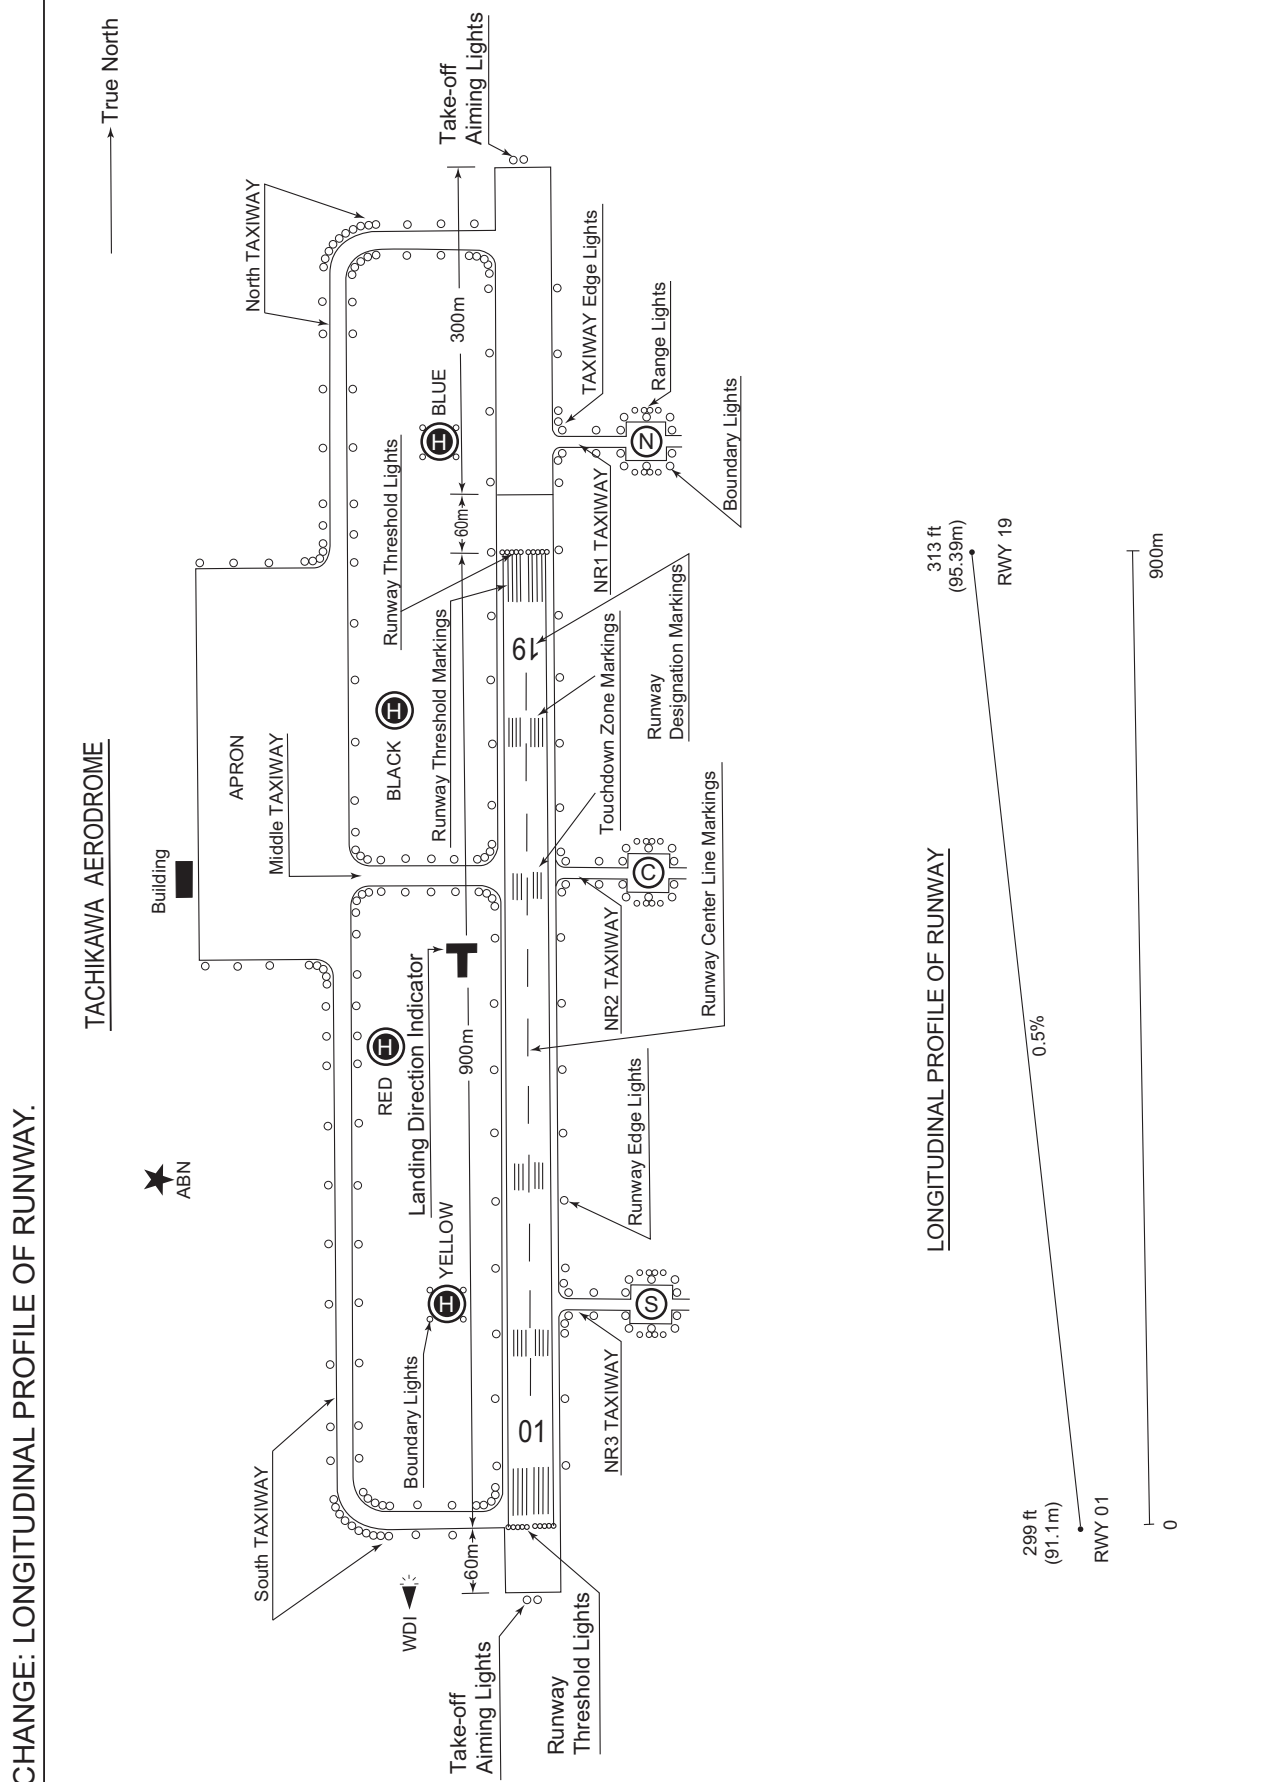 CHANGE: LONGITUDINAL PROFILE OF RUNWAY.
TACHIKAWA AERODROME
True North
Building
ABN
APRON
North TAXIWAY
Middle TAXIWAY
South TAXIWAY
RED
BLACK
BLUE
YELLOW
H
H
H
H
WDI
Boundary Lights
Landing Direction Indicator
Runway Threshold Markings
Runway Threshold Lights
Take-off
Aiming Lights
60m
900m
60m
300m
Take-off
Aiming Lights
01
19
Runway
Threshold Lights
NR3 TAXIWAY
Runway Edge Lights
NR2 TAXIWAY
Touchdown Zone Markings
NR1 TAXIWAY
TAXIWAY Edge Lights
S
C
N
Range Lights
Runway
Designation Markings
Runway Center Line Markings
Boundary Lights
LONGITUDINAL PROFILE OF RUNWAY
299 ft
(91.1m)
RWY 01
0.5%
313 ft
(95.39m)
RWY 19
0
900m